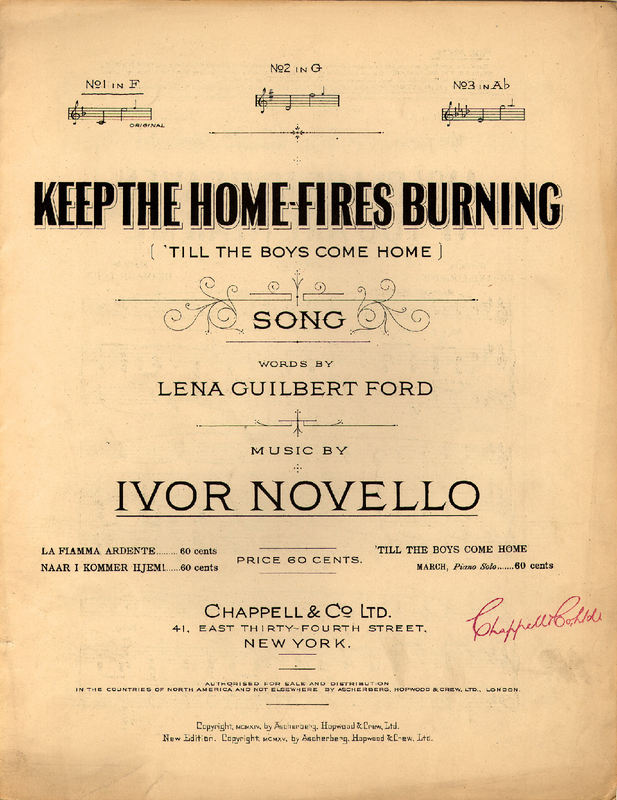 No1 IN F
No2 IN G
No3 IN A♭
ORIGINAL
KEEP THE HOME-FIRES BURNING
( 'TILL THE BOYS COME HOME )
SONG
WORDS BY
LENA GUILBERT FORD
MUSIC BY
IVOR NOVELLO
LA FIAMMA ARDENTE.........60 cents
NAAR I KOMMER HJEM!......60 cents
PRICE 60 CENTS.
'TILL THE BOYS COME HOME
MARCH, Piano Solo......60 cents
CHAPPELL & Co LTD.
41, EAST THIRTY-FOURTH STREET,
NEW YORK.
Chappell & Co Ltd
AUTHORISED FOR SALE AND DISTRIBUTION
IN THE COUNTRIES OF NORTH AMERICA AND NOT ELSEWHERE BY ASCHERBERG, HOPWOOD & CREW, LTD., LONDON.
Copyright, MCMXIV, by Ascherberg, Hopwood & Crew, Ltd.
New Edition. Copyright, MCMXV, by Ascherberg, Hopwood & Crew, Ltd.